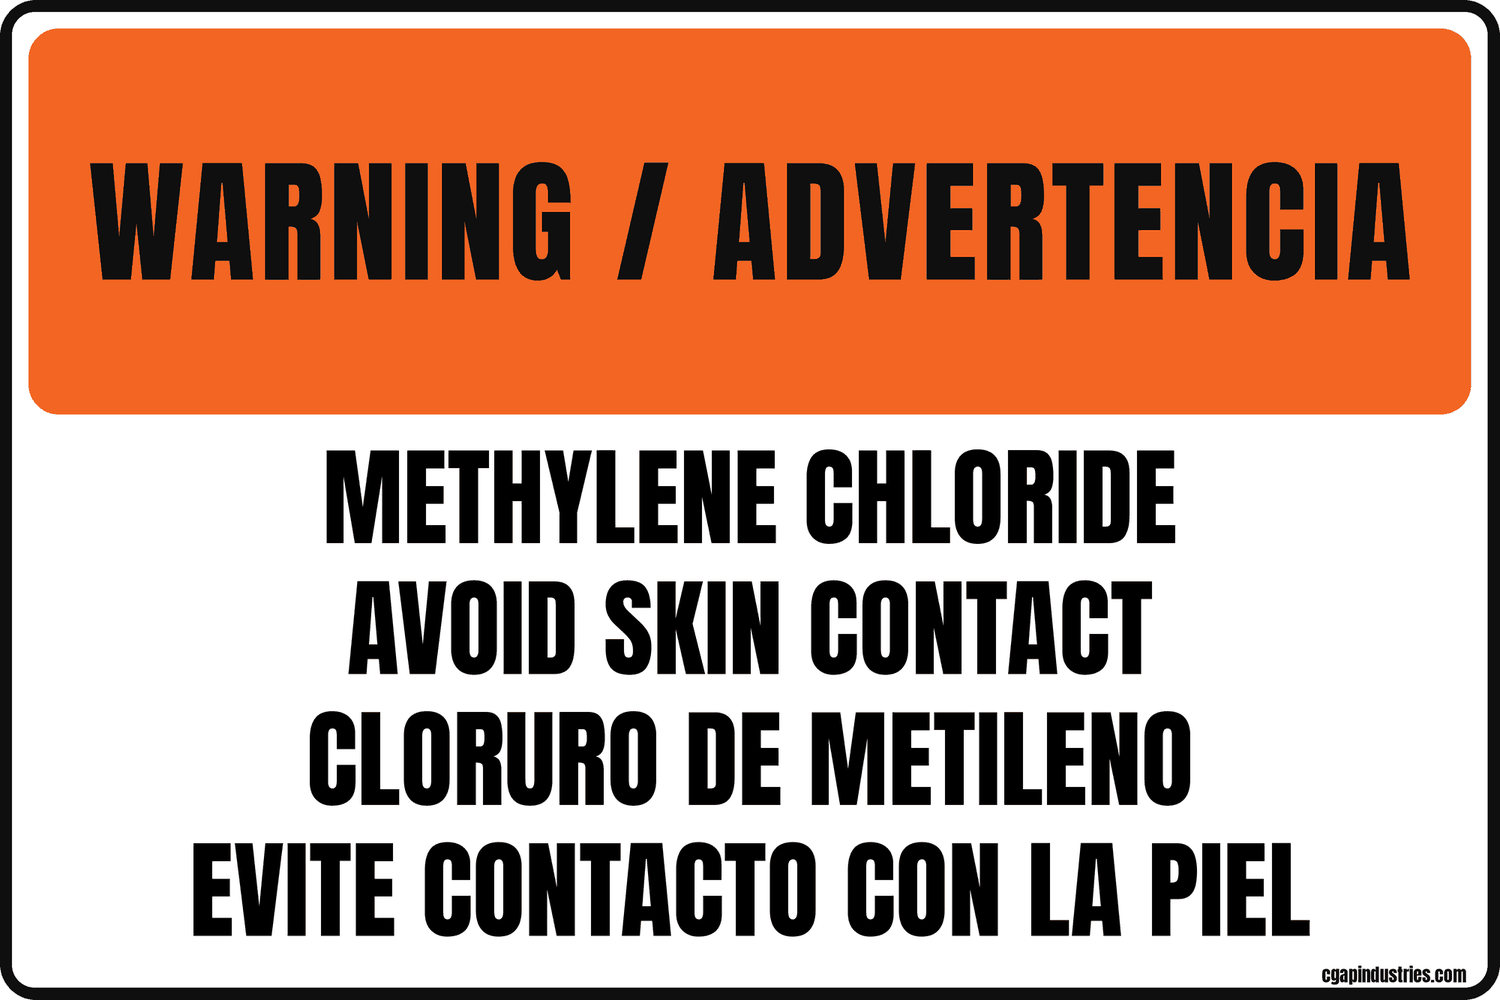 WARNING / ADVERTENCIA
METHYLENE CHLORIDE
AVOID SKIN CONTACT
CLORURO DE METILENO
EVITE CONTACTO CON LA PIEL
cgapindustries.com